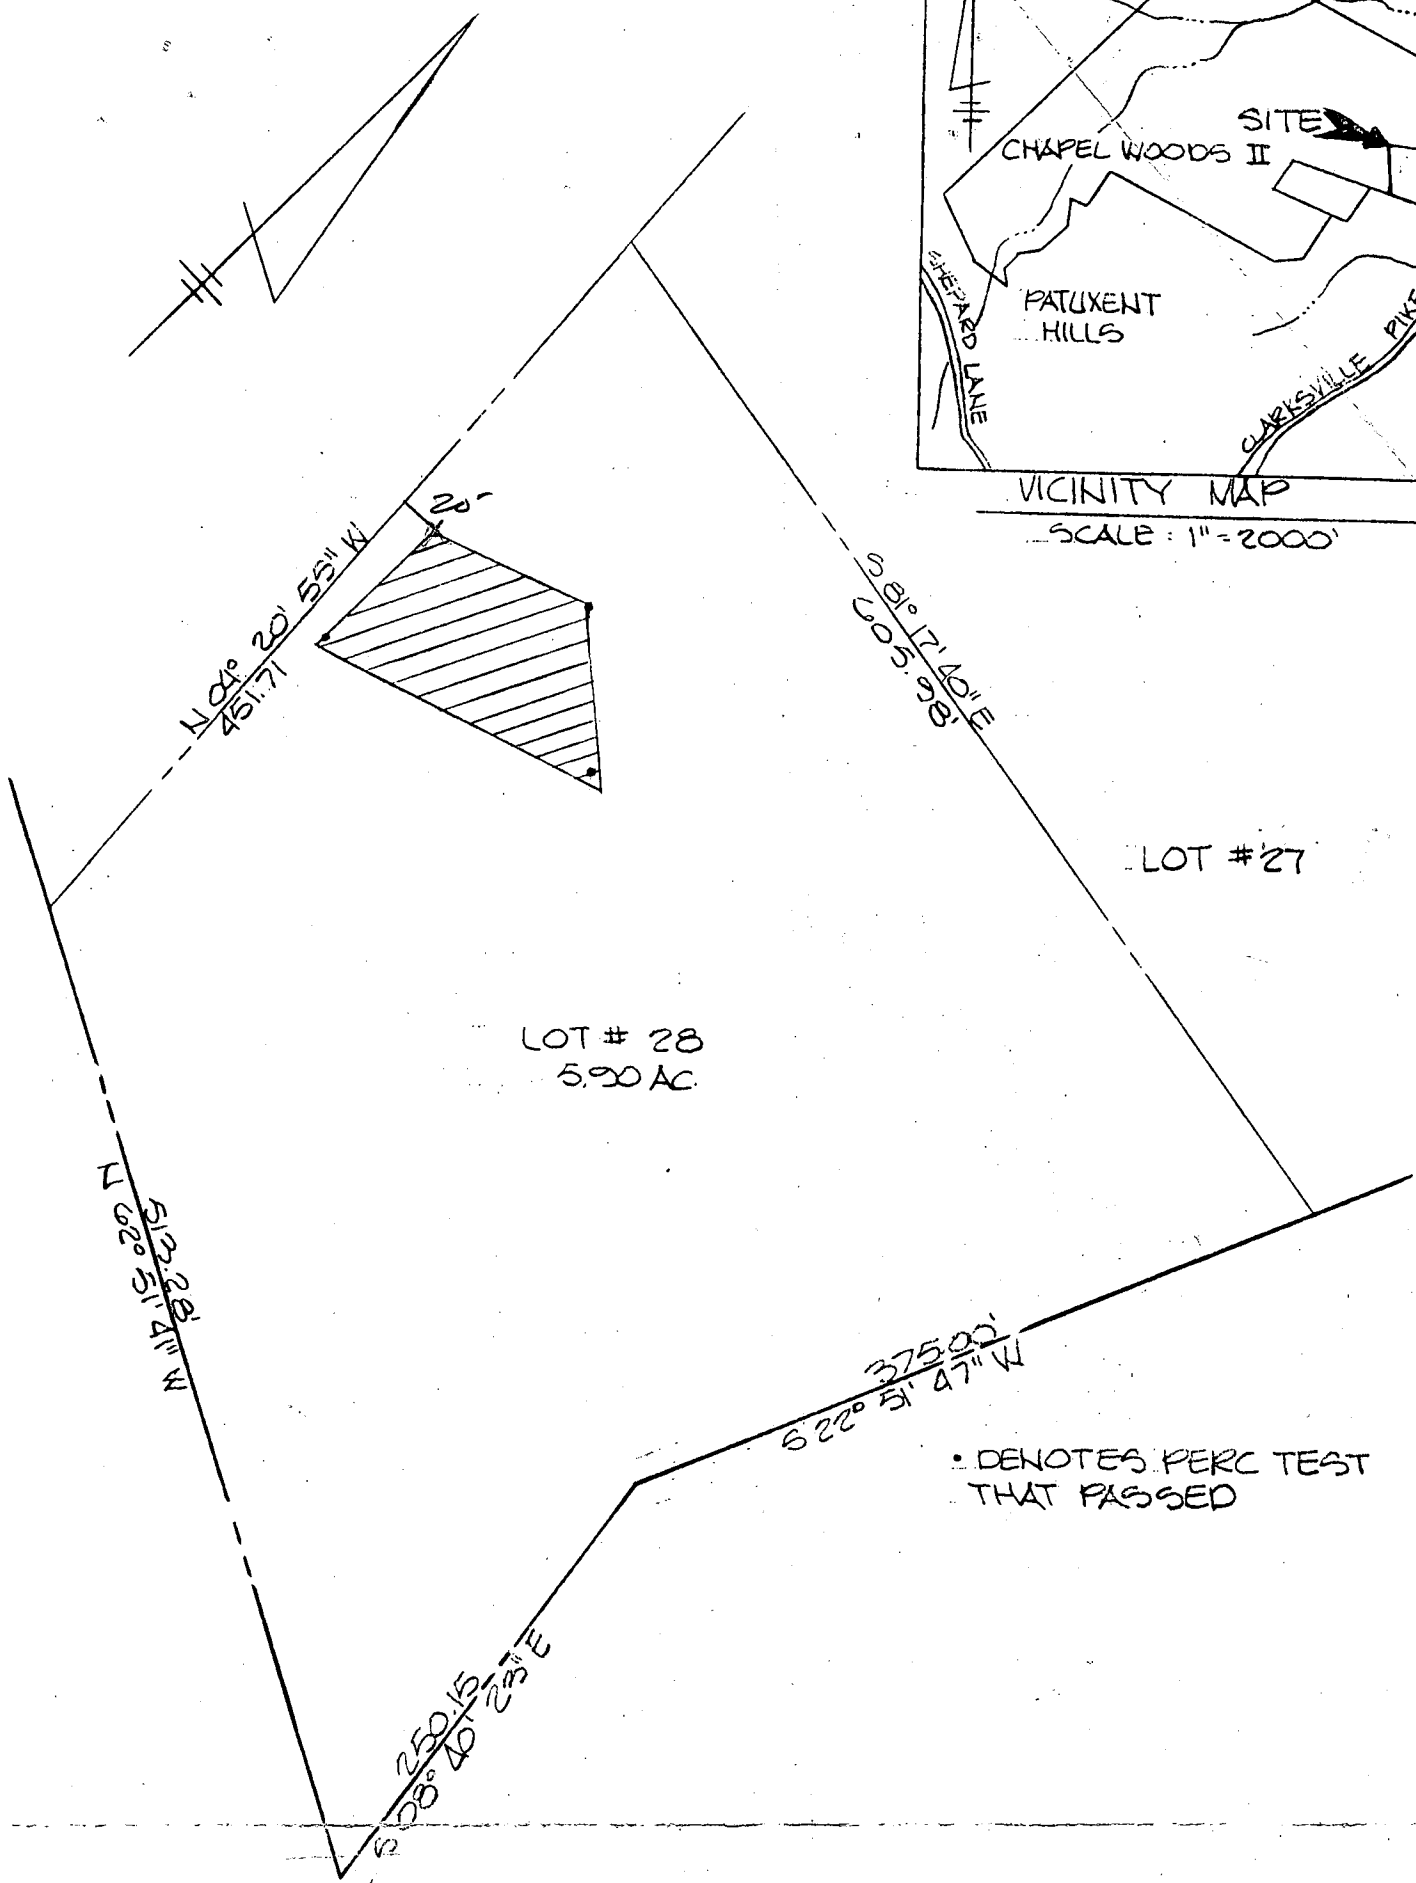 SITE
CHAPEL WOODS II
SHEPARD LANE
PATUXENT
HILLS
CLARKSVILLE PIKE
VICINITY MAP
SCALE : 1" = 2000'
20'
N 04° 20' 55" W
451.71
S 81° 17' 40" E
605.98'
LOT # 27
LOT # 28
5.90 AC.
513.28'
N 62° 51' 41" W
375.00'
S 22° 51' 47" W
• DENOTES PERC TEST
THAT PASSED
250.15
S 08° 40' 23" E